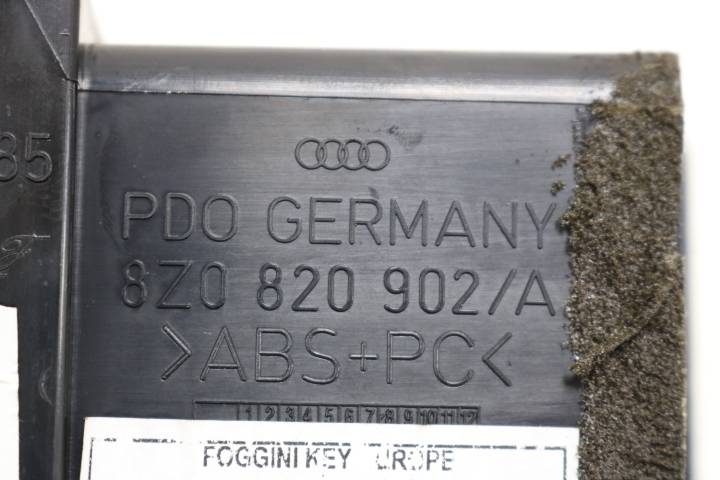 85
PDO GERMANY
8Z0 820 902/A
>ABS+PC<
1 2 3 4 5 6 7 8 9 10 11 12
FOGGINI KEY